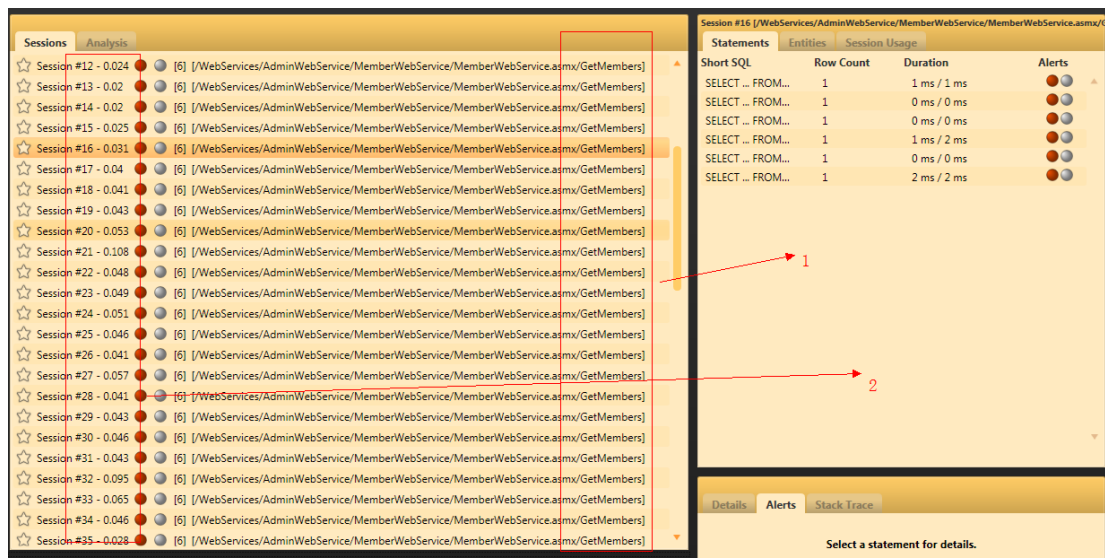 Sessions Analysis
Session #12 - 0.024 [6] [/WebServices/AdminWebService/MemberWebService/MemberWebService.asmx/GetMembers]
Session #13 - 0.02 [6] [/WebServices/AdminWebService/MemberWebService/MemberWebService.asmx/GetMembers]
Session #14 - 0.02 [6] [/WebServices/AdminWebService/MemberWebService/MemberWebService.asmx/GetMembers]
Session #15 - 0.025 [6] [/WebServices/AdminWebService/MemberWebService/MemberWebService.asmx/GetMembers]
Session #16 - 0.031 [6] [/WebServices/AdminWebService/MemberWebService/MemberWebService.asmx/GetMembers]
Session #17 - 0.04 [6] [/WebServices/AdminWebService/MemberWebService/MemberWebService.asmx/GetMembers]
Session #18 - 0.041 [6] [/WebServices/AdminWebService/MemberWebService/MemberWebService.asmx/GetMembers]
Session #19 - 0.043 [6] [/WebServices/AdminWebService/MemberWebService/MemberWebService.asmx/GetMembers]
Session #20 - 0.053 [6] [/WebServices/AdminWebService/MemberWebService/MemberWebService.asmx/GetMembers]
Session #21 - 0.108 [6] [/WebServices/AdminWebService/MemberWebService/MemberWebService.asmx/GetMembers]
Session #22 - 0.048 [6] [/WebServices/AdminWebService/MemberWebService/MemberWebService.asmx/GetMembers]
Session #23 - 0.049 [6] [/WebServices/AdminWebService/MemberWebService/MemberWebService.asmx/GetMembers]
Session #24 - 0.051 [6] [/WebServices/AdminWebService/MemberWebService/MemberWebService.asmx/GetMembers]
Session #25 - 0.046 [6] [/WebServices/AdminWebService/MemberWebService/MemberWebService.asmx/GetMembers]
Session #26 - 0.041 [6] [/WebServices/AdminWebService/MemberWebService/MemberWebService.asmx/GetMembers]
Session #27 - 0.057 [6] [/WebServices/AdminWebService/MemberWebService/MemberWebService.asmx/GetMembers]
Session #28 - 0.041 [6] [/WebServices/AdminWebService/MemberWebService/MemberWebService.asmx/GetMembers]
Session #29 - 0.043 [6] [/WebServices/AdminWebService/MemberWebService/MemberWebService.asmx/GetMembers]
Session #30 - 0.046 [6] [/WebServices/AdminWebService/MemberWebService/MemberWebService.asmx/GetMembers]
Session #31 - 0.043 [6] [/WebServices/AdminWebService/MemberWebService/MemberWebService.asmx/GetMembers]
Session #32 - 0.095 [6] [/WebServices/AdminWebService/MemberWebService/MemberWebService.asmx/GetMembers]
Session #33 - 0.065 [6] [/WebServices/AdminWebService/MemberWebService/MemberWebService.asmx/GetMembers]
Session #34 - 0.046 [6] [/WebServices/AdminWebService/MemberWebService/MemberWebService.asmx/GetMembers]
Session #35 - 0.028 [6] [/WebServices/AdminWebService/MemberWebService/MemberWebService.asmx/GetMembers]
Session #16 [/WebServices/AdminWebService/MemberWebService/MemberWebService.asmx/G
Statements Entities Session Usage
Short SQL Row Count Duration Alerts
SELECT ... FROM... 1 1 ms / 1 ms
SELECT ... FROM... 1 0 ms / 0 ms
SELECT ... FROM... 1 0 ms / 0 ms
SELECT ... FROM... 1 1 ms / 2 ms
SELECT ... FROM... 1 0 ms / 0 ms
SELECT ... FROM... 1 2 ms / 2 ms
1
2
Details Alerts Stack Trace
Select a statement for details.